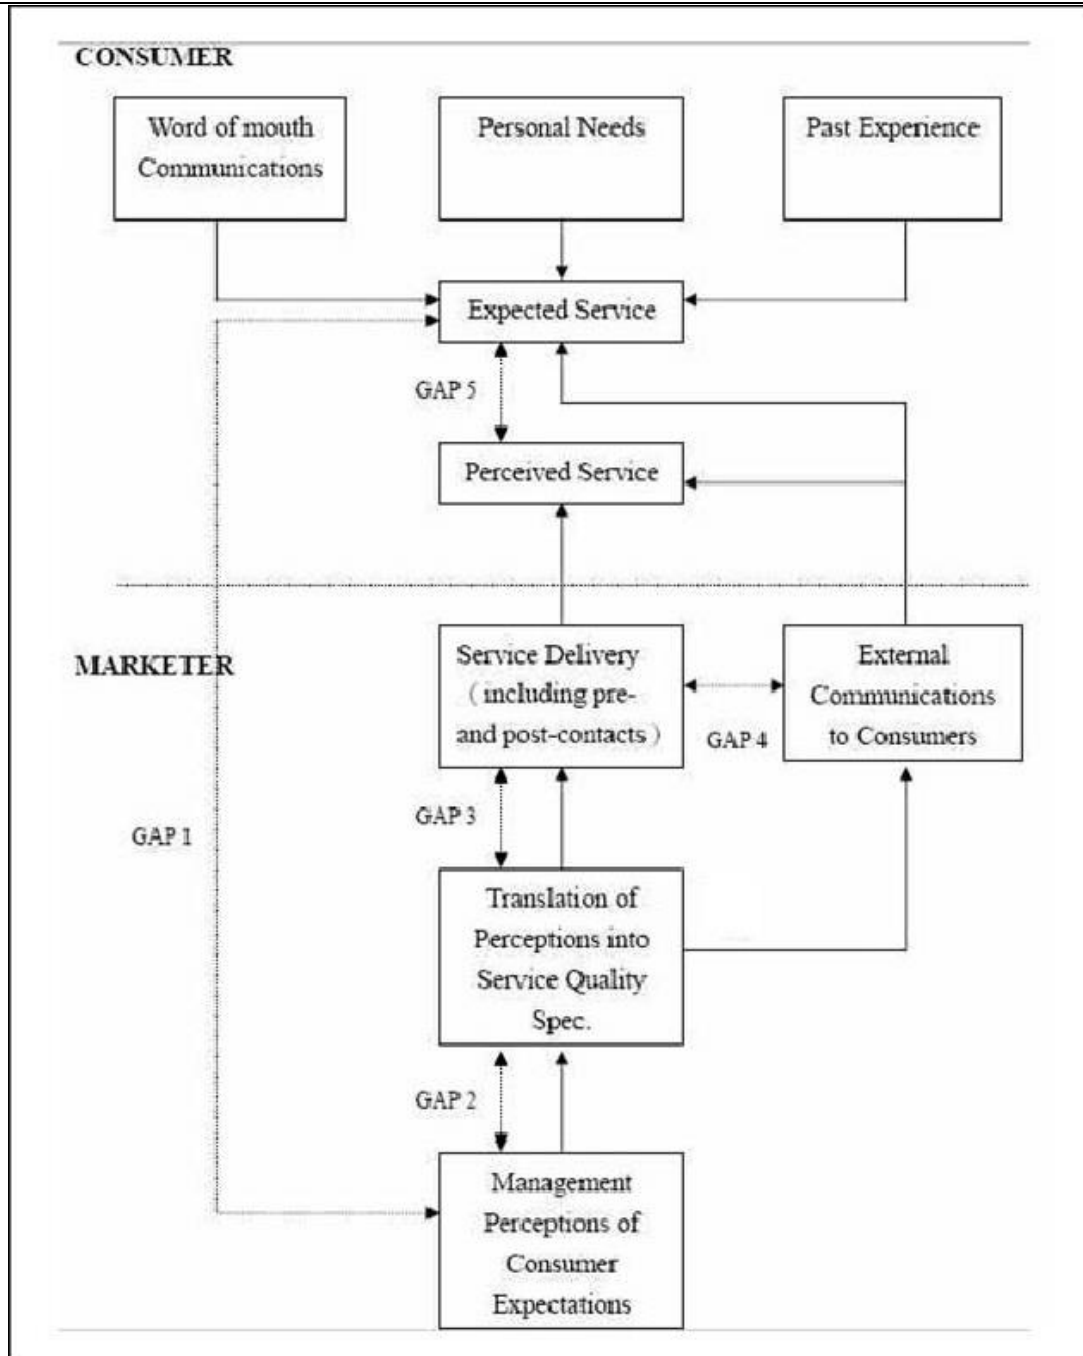 CONSUMER
Word of mouth
Communications
Personal Needs
Past Experience
Expected Service
GAP 5
Perceived Service
MARKETER
Service Delivery
（including pre-
and post-contacts）
GAP 4
External
Communications
to Consumers
GAP 1
GAP 3
Translation of
Perceptions into
Service Quality
Spec.
GAP 2
Management
Perceptions of
Consumer
Expectations